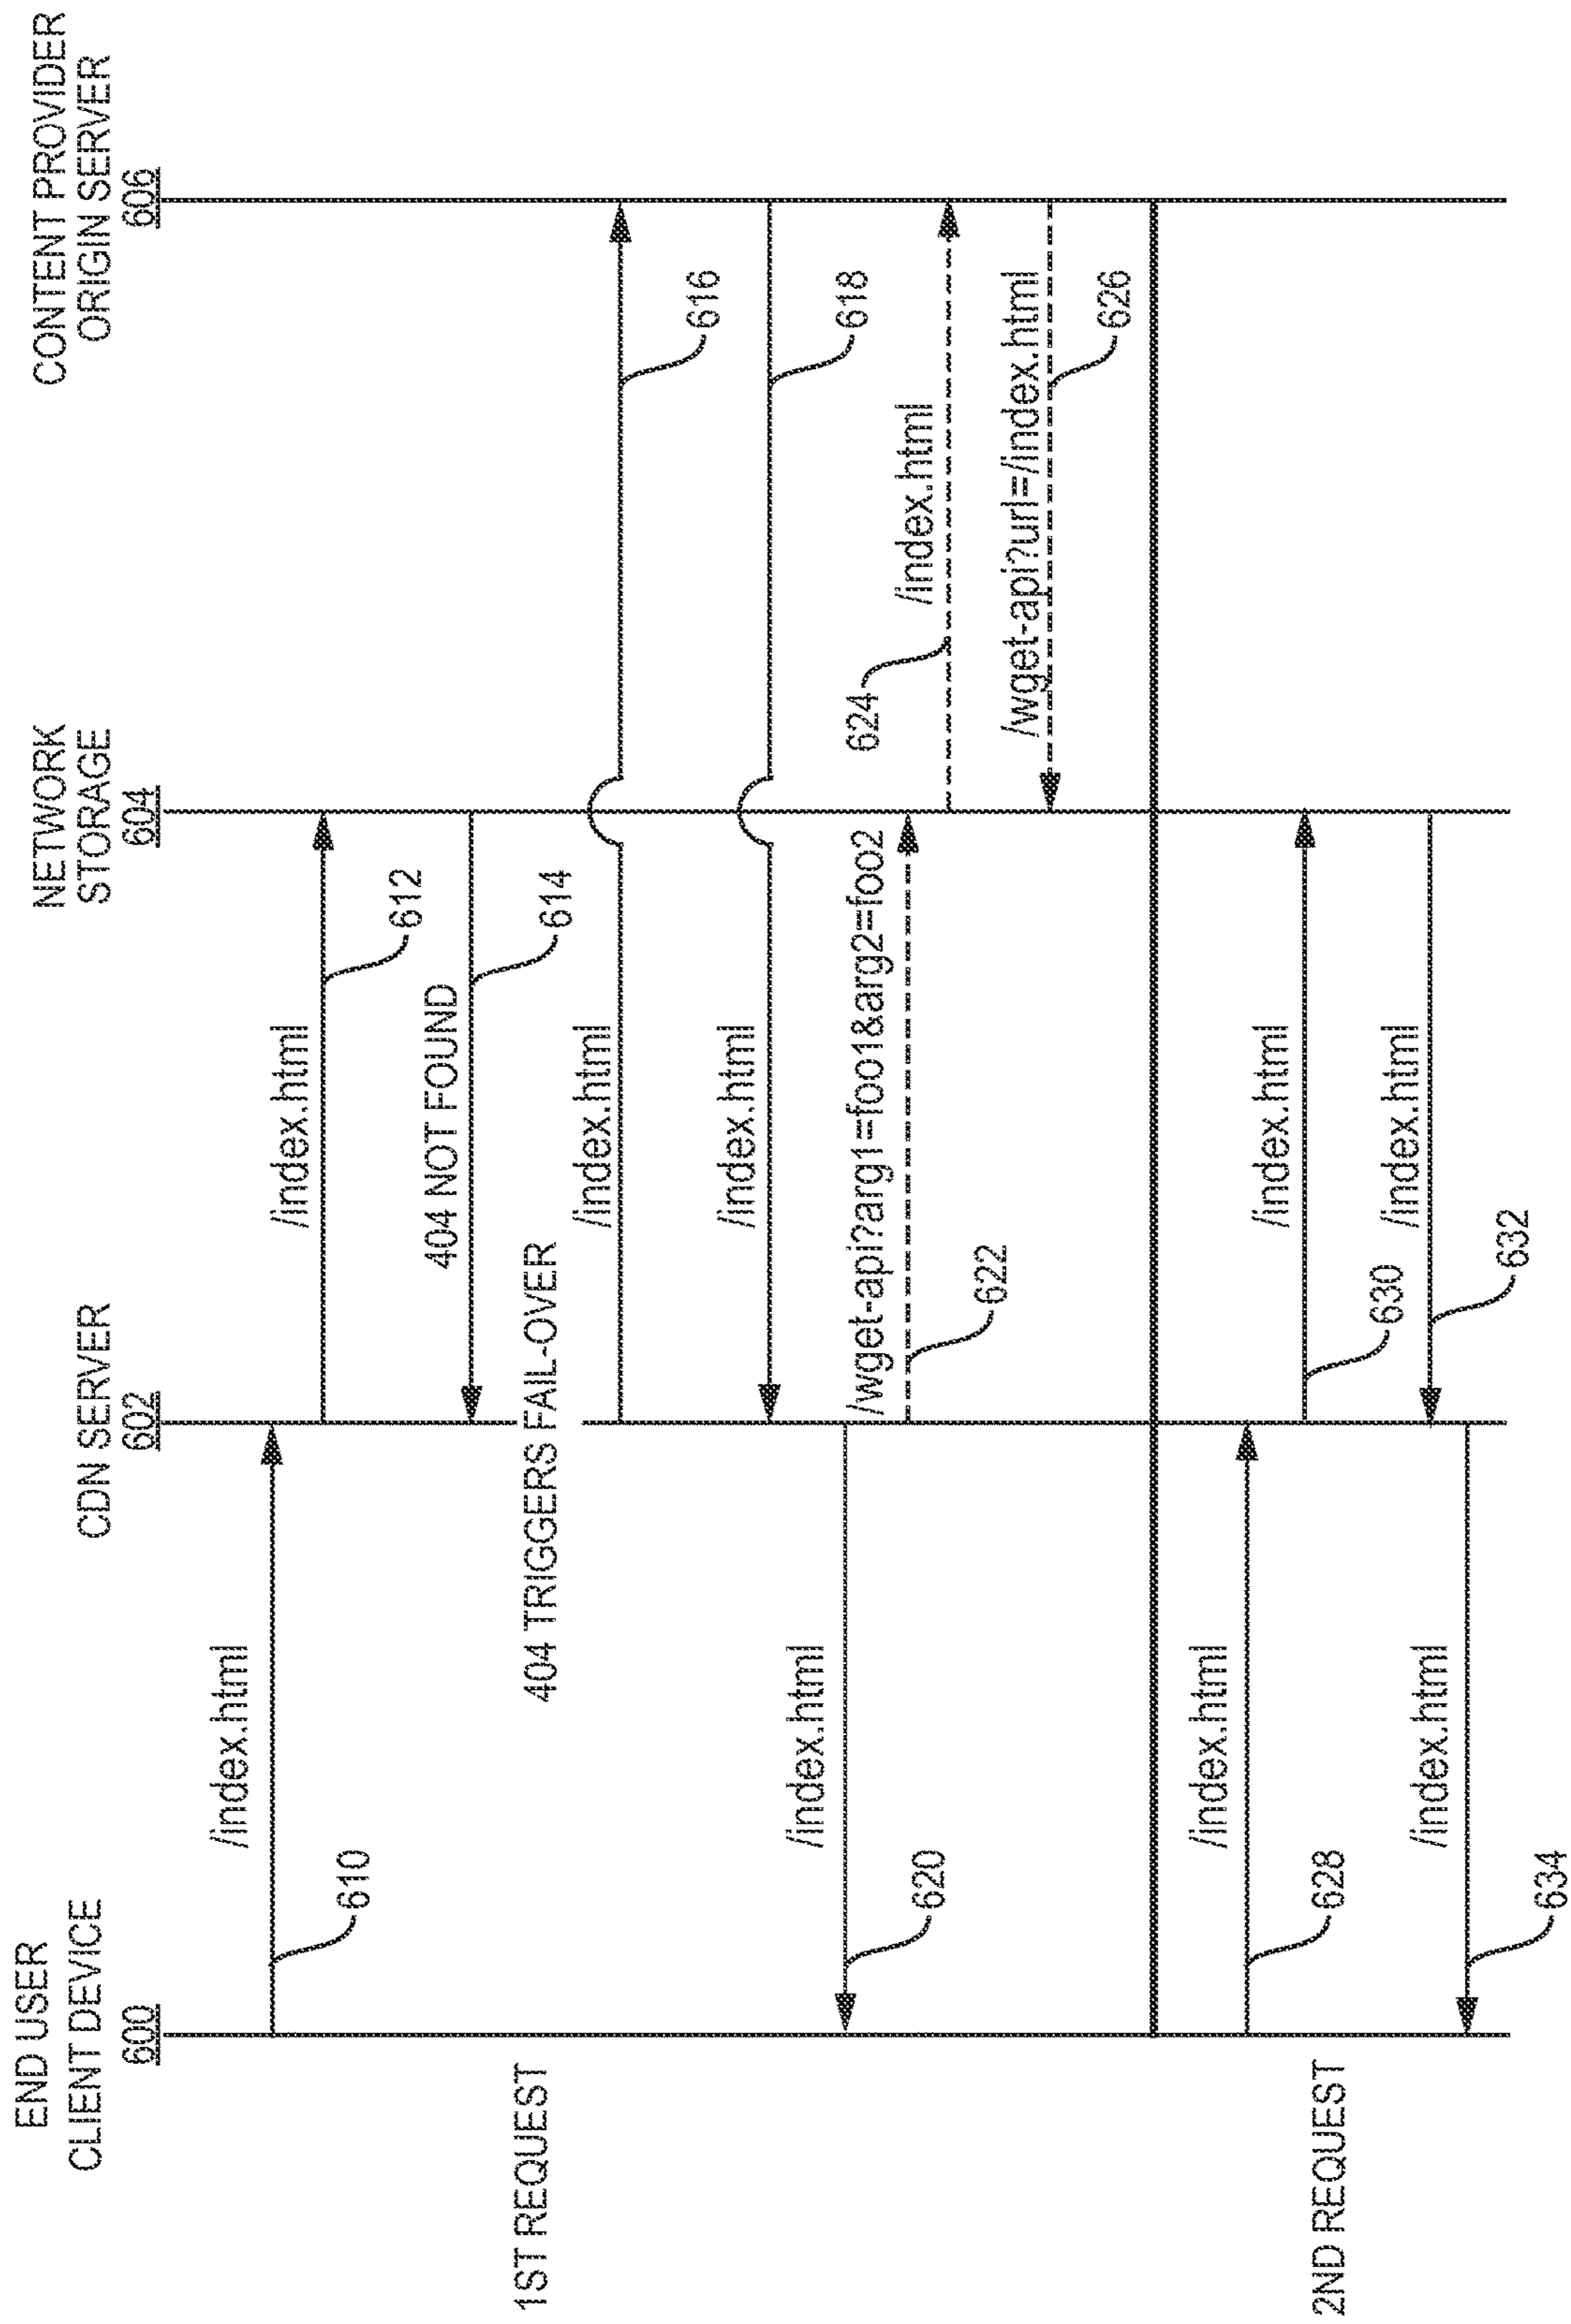 END USER
CLIENT DEVICE
600
CDN SERVER
602
NETWORK
STORAGE
604
CONTENT PROVIDER
ORIGIN SERVER
606
1ST REQUEST
/index.html
610
/index.html
612
404 NOT FOUND
614
404 TRIGGERS FAIL-OVER
/index.html
616
/index.html
618
/index.html
620
/wget-api?arg1=foo1&arg2=foo2
622
/index.html
624
/wget-api?url=/index.html
626
2ND REQUEST
/index.html
628
/index.html
630
/index.html
632
/index.html
634